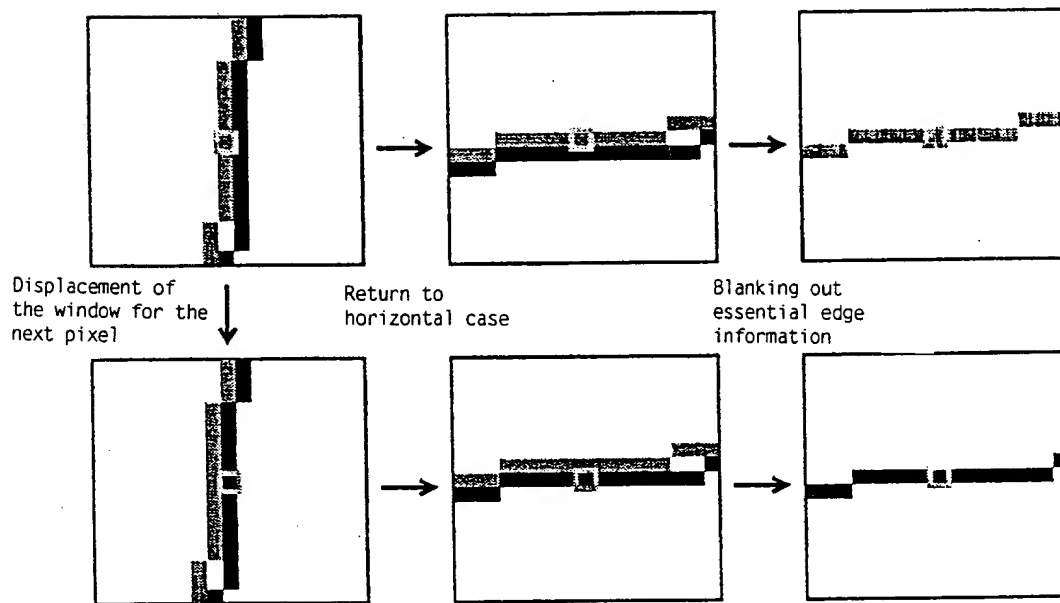 Displacement of
the window for the
next pixel
Return to
horizontal case
Blanking out
essential edge
information